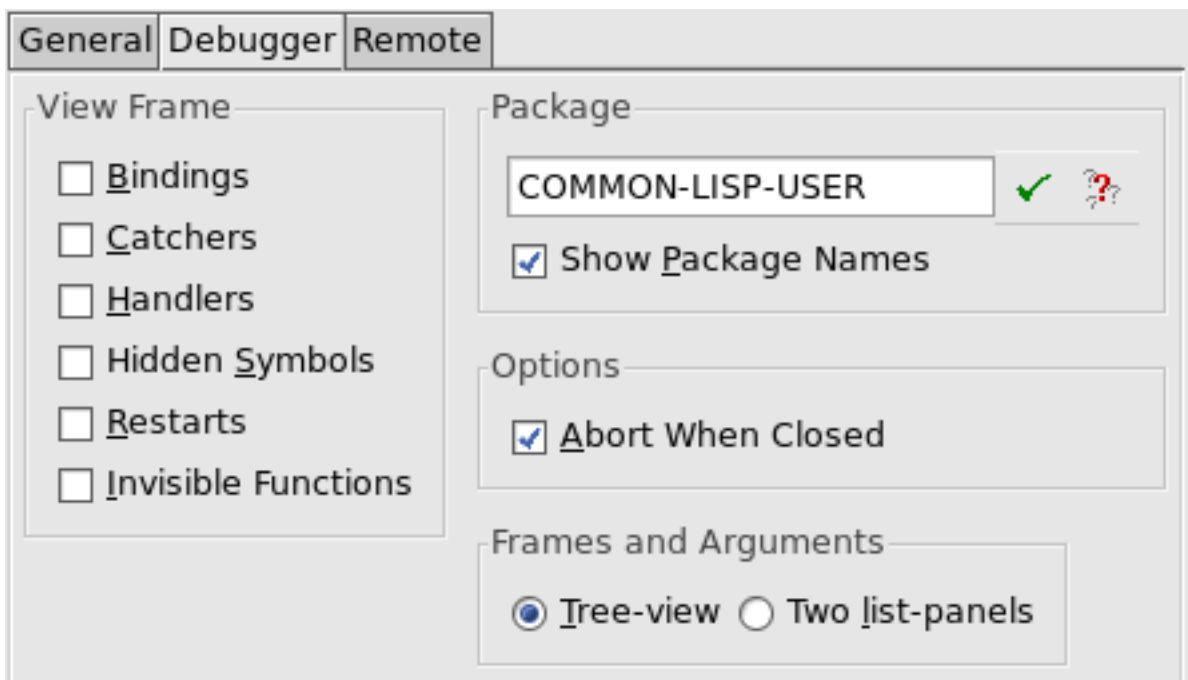 General Debugger Remote
View Frame
Bindings
Catchers
Handlers
Hidden Symbols
Restarts
Invisible Functions
Package
COMMON-LISP-USER
Show Package Names
Options
Abort When Closed
Frames and Arguments
Tree-view Two list-panels